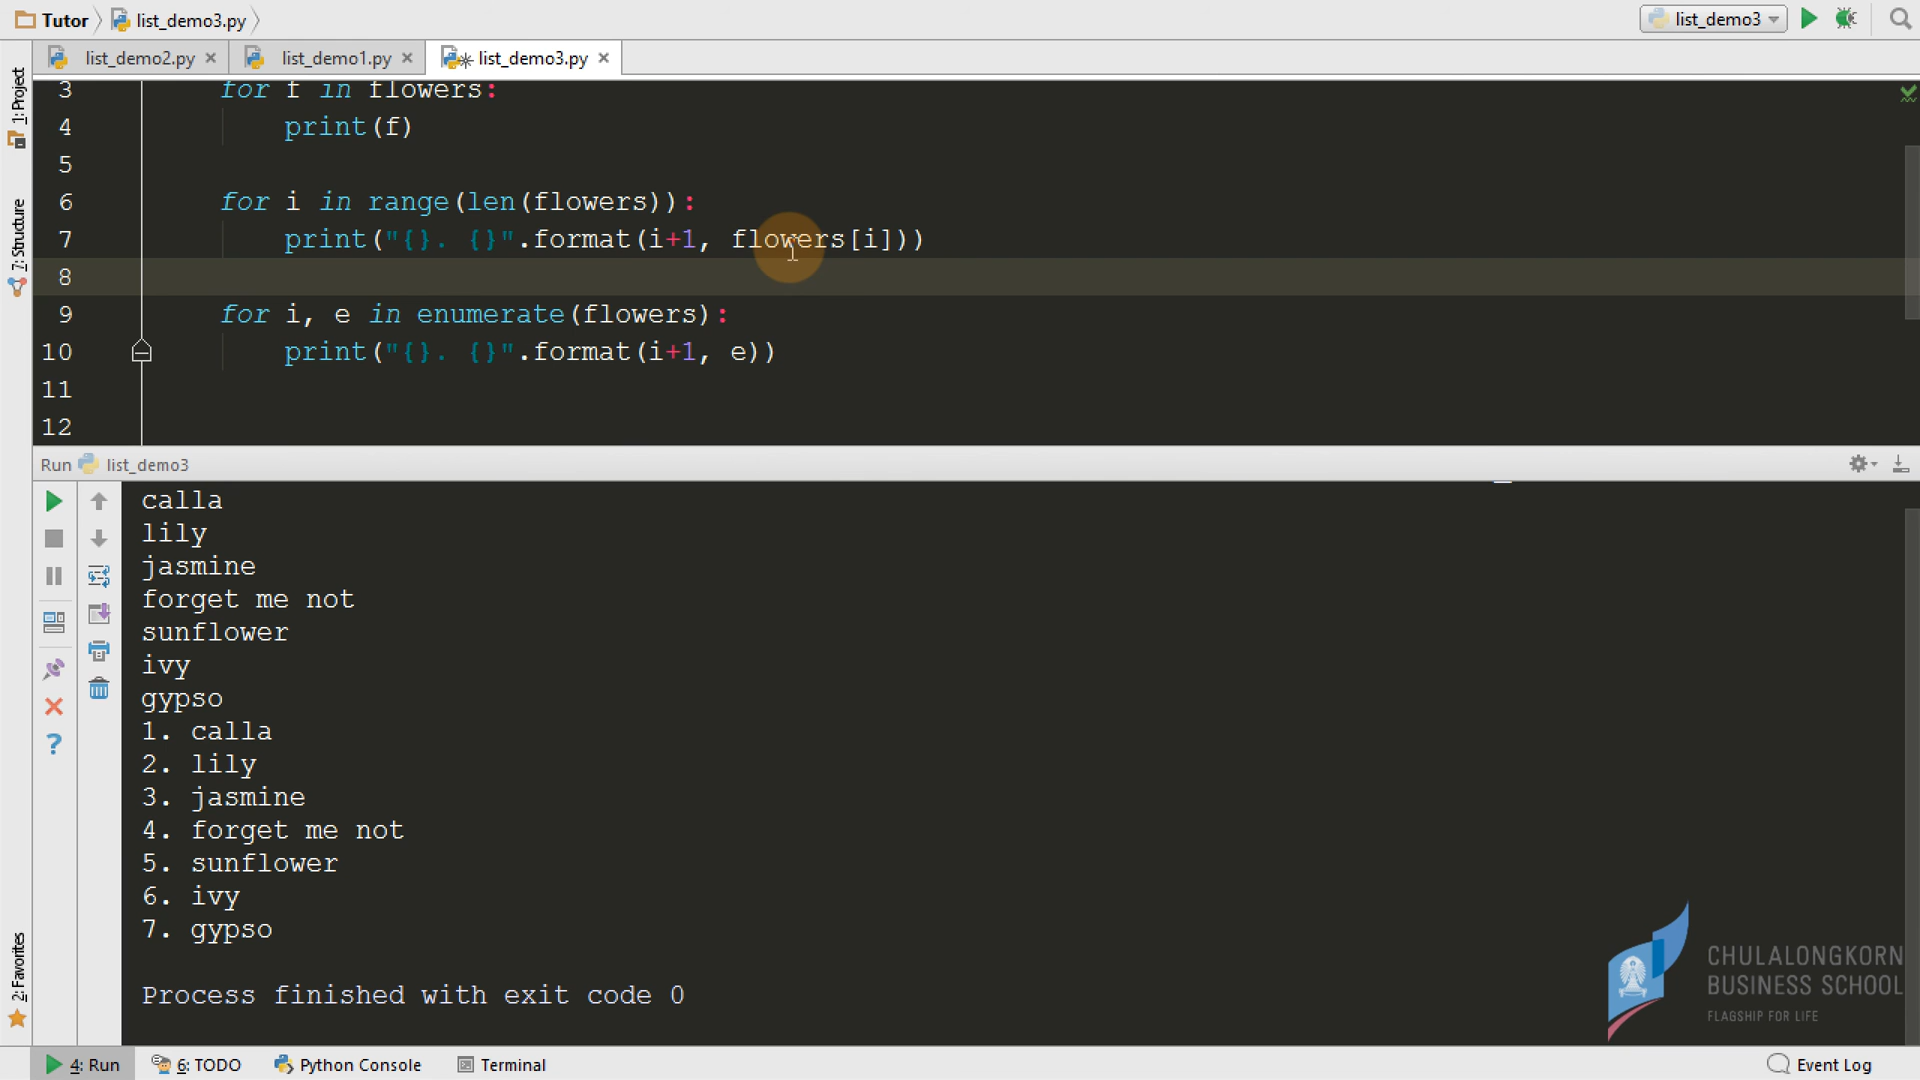 Tutor list_demo3.py
list_demo3
list_demo2.py list_demo1.py list_demo3.py
1: Project
7: Structure
2: Favorites
3 for f in flowers:
4 print(f)
5
6 for i in range(len(flowers)):
7 print("{}. {}".format(i+1, flowers[i]))
8
9 for i, e in enumerate(flowers):
10 print("{}. {}".format(i+1, e))
11
12
Run list_demo3
calla
lily
jasmine
forget me not
sunflower
ivy
gypso
1. calla
2. lily
3. jasmine
4. forget me not
5. sunflower
6. ivy
7. gypso
Process finished with exit code 0
CHULALONGKORN
BUSINESS SCHOOL
FLAGSHIP FOR LIFE
4: Run 6: TODO Python Console Terminal Event Log